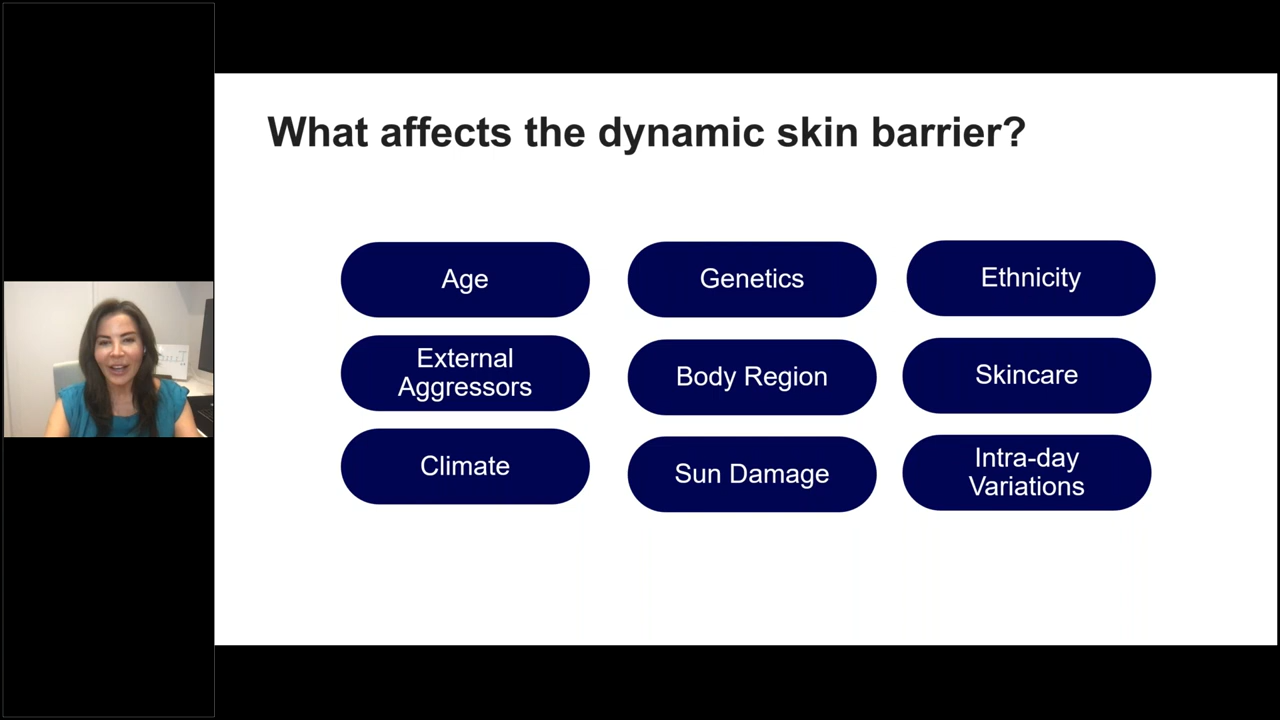 What affects the dynamic skin barrier?
Age
Genetics
Ethnicity
External
Aggressors
Body Region
Skincare
Climate
Sun Damage
Intra-day
Variations